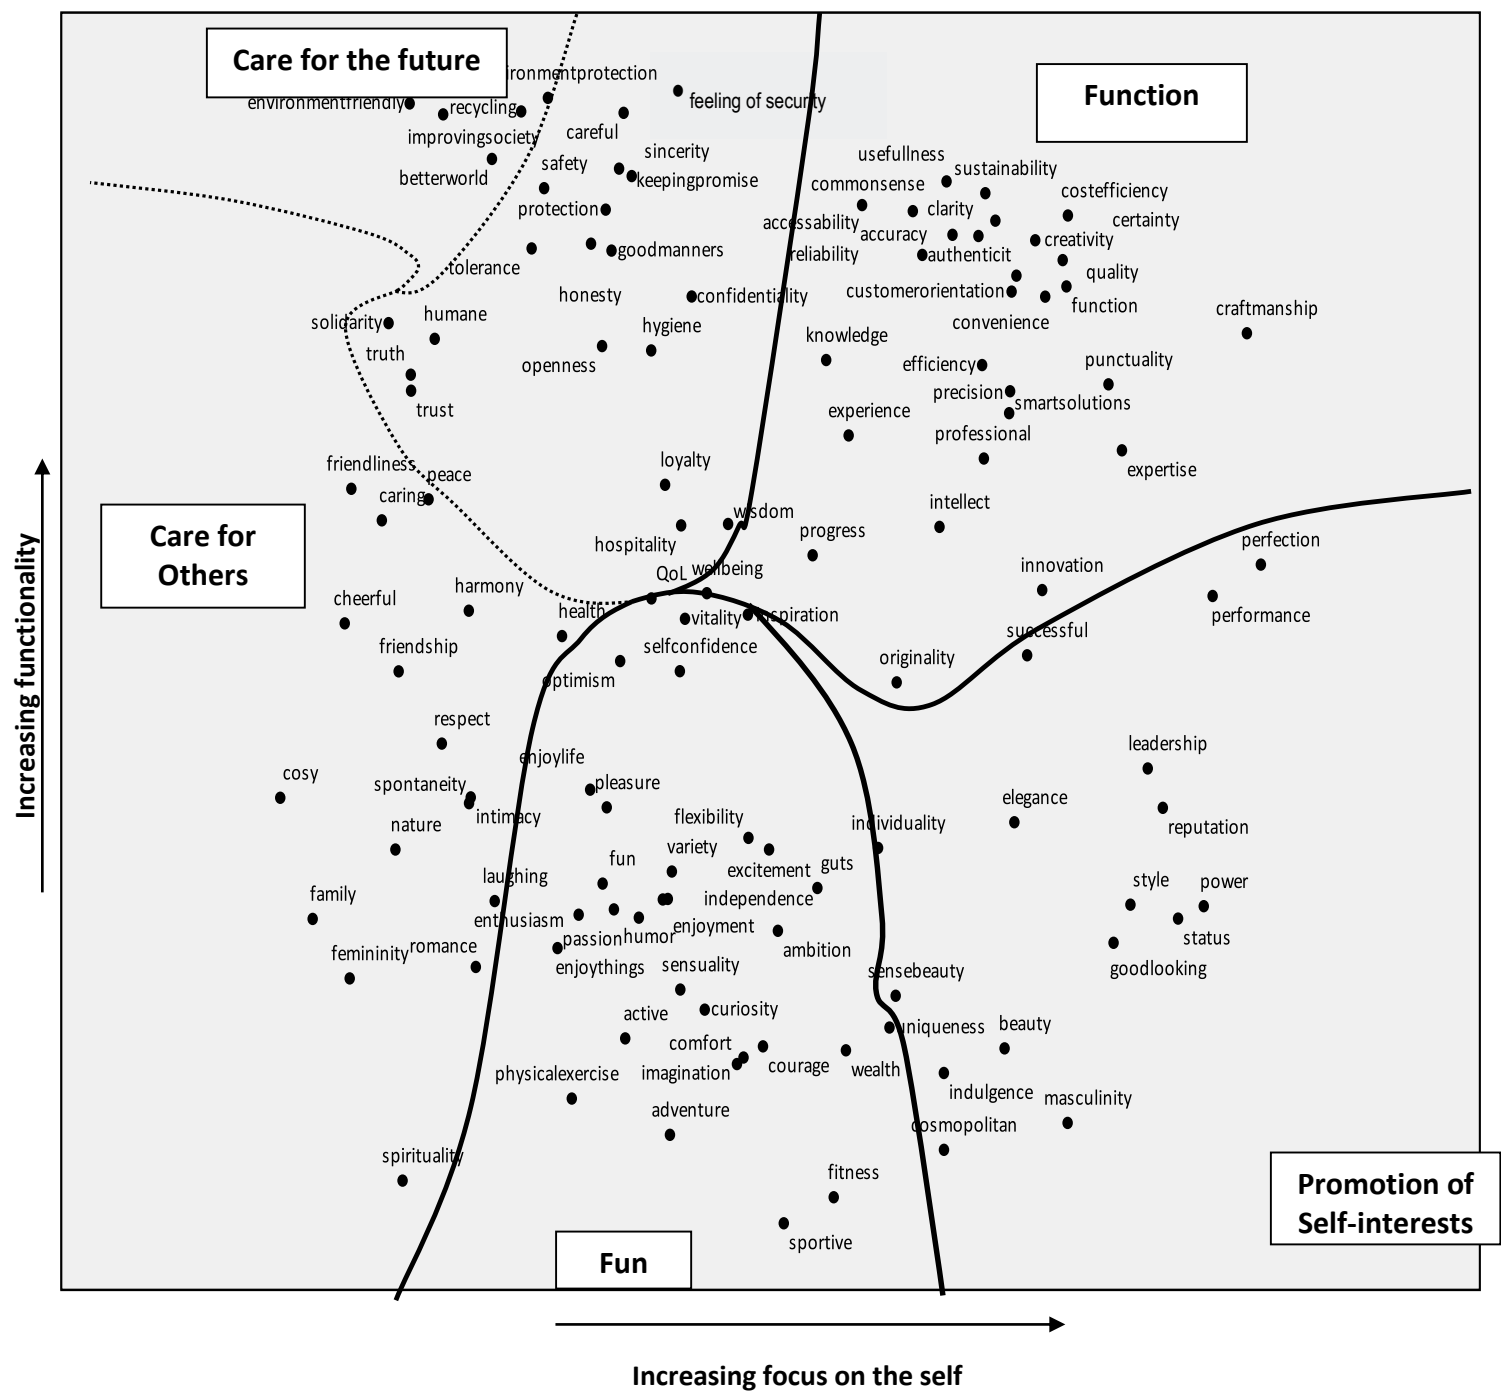 Care for the future
ironmentprotection
environmentfriendly
recycling
feeling of security
Function
improvingsociety
careful
betterworld
safety
sincerity
keepingpromise
usefullness
sustainability
commonsense
costefficiency
protection
accessability
clarity
certainty
accuracy
creativity
tolerance
goodmanners
reliability
authenticit
quality
honesty
confidentiality
customerorientation
function
solidarity
humane
hygiene
convenience
craftmanship
truth
openness
knowledge
efficiency
punctuality
trust
precision
smartsolutions
experience
professional
friendliness
peace
loyalty
expertise
caring
intellect
wisdom
Care for
Others
hospitality
progress
perfection
QoL
wellbeing
innovation
cheerful
harmony
health
vitality
inspiration
performance
friendship
selfconfidence
successful
optimism
originality
respect
enjoylife
leadership
cosy
spontaneity
pleasure
elegance
intimacy
flexibility
individuality
reputation
nature
variety
fun
excitement
guts
laughing
style
power
family
enthusiasm
independence
enjoyment
passion
humor
status
femininity
romance
ambition
enjoythings
sensuality
sensebeauty
goodlooking
active
curiosity
uniqueness
beauty
comfort
physicalexercise
imagination
courage
wealth
indulgence
masculinity
adventure
cosmopolitan
spirituality
fitness
Promotion of
Self-interests
sportive
Fun
Increasing functionality
Increasing focus on the self